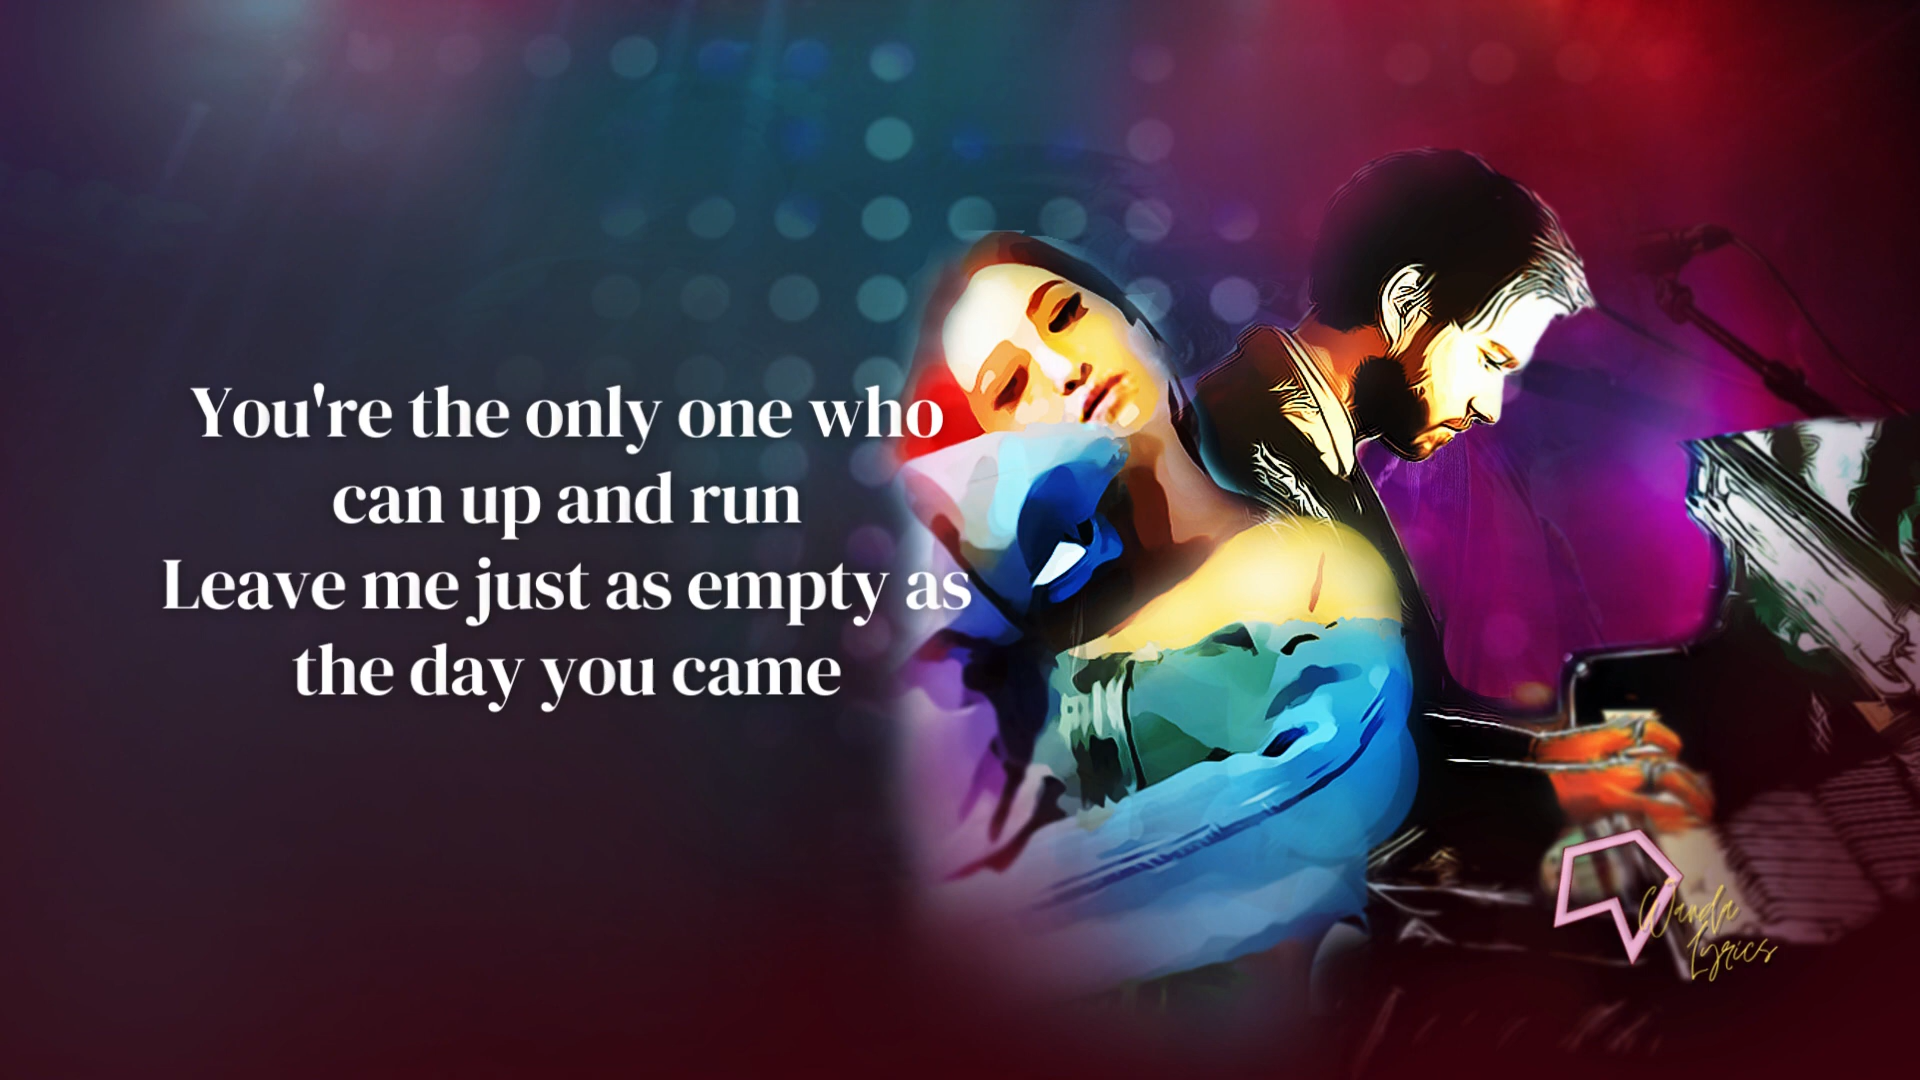 You're the only one who
can up and run
Leave me just as empty as
the day you came
Wanda
Lyrics